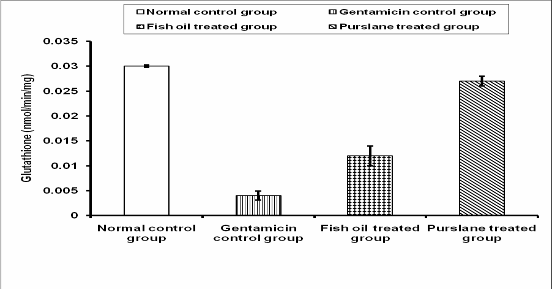 Normal control group
Gentamicin control group
Fish oil treated group
Purslane treated group
Glutathione (nmol/min/mg)
0.035
0.03
0.025
0.02
0.015
0.01
0.005
0
Normal control
group
Gentamicin
control group
Fish oil treated
group
Purslane treated
group